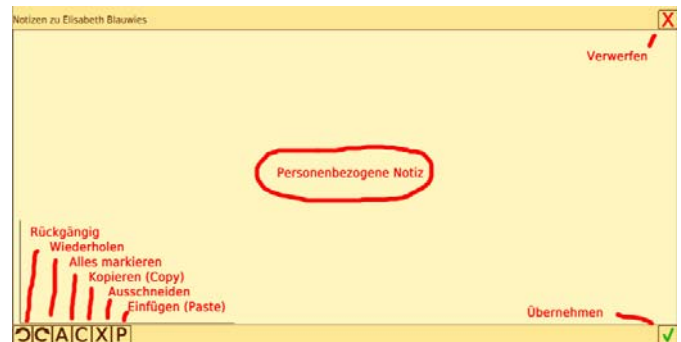 Notizen zu Elisabeth Blauwies X
Verwerfen
Personenbezogene Notiz
Rückgängig
Wiederholen
Alles markieren
Kopieren (Copy)
Ausschneiden
Einfügen (Paste)
Übernehmen
A C X P